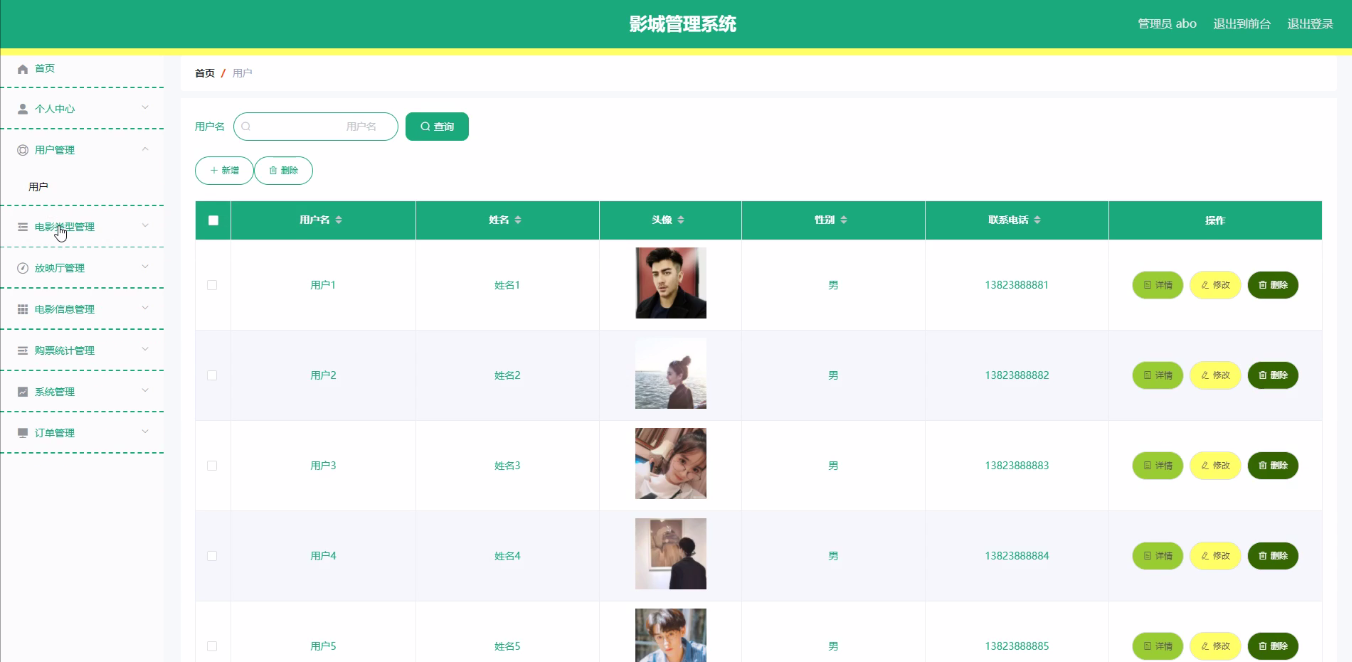 影城管理系统
管理员 abo 退出到前台 退出登录
首页
个人中心
用户管理
用户
电影类型管理
放映厅管理
电影信息管理
购票统计管理
系统管理
订单管理
首页 / 用户
用户名 用户名 查询
新增 删除
用户名 姓名 头像 性别 联系电话 操作
用户1 姓名1 男 13823888881 详情 修改 删除
用户2 姓名2 男 13823888882 详情 修改 删除
用户3 姓名3 男 13823888883 详情 修改 删除
用户4 姓名4 男 13823888884 详情 修改 删除
用户5 姓名5 男 13823888885 详情 修改 删除